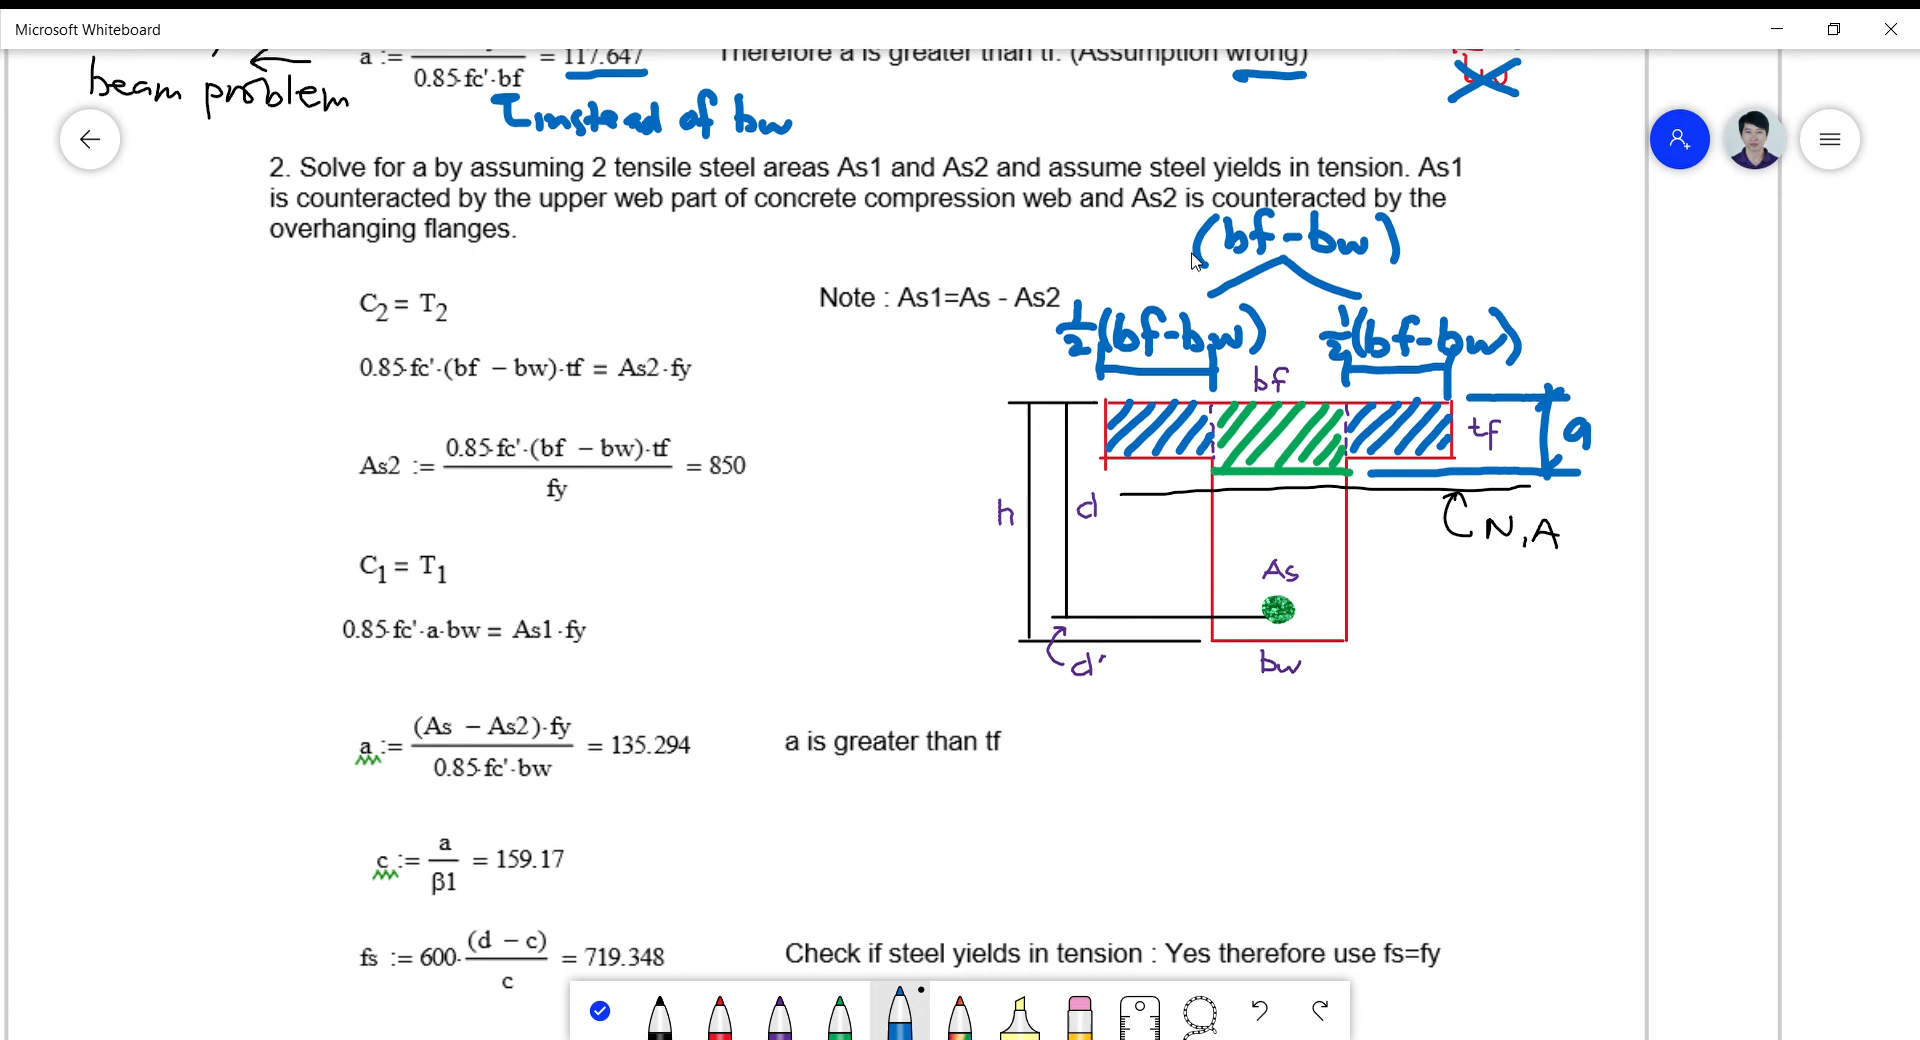 Microsoft Whiteboard
a := ――― = 117.647 Therefore a is greater than tf. (Assumption wrong)
0.85·fc'·bf
beam problem
instead of bw
2. Solve for a by assuming 2 tensile steel areas As1 and As2 and assume steel yields in tension. As1
is counteracted by the upper web part of concrete compression web and As2 is counteracted by the
overhanging flanges.
(bf-bw)
C2 = T2
Note : As1=As - As2
1/2(bf-bw) 1/2(bf-bw)
0.85·fc'·(bf − bw)·tf = As2·fy
bf
tf a
As2 := 0.85·fc'·(bf − bw)·tf / fy = 850
h d
N.A
C1 = T1
As
0.85·fc'·a·bw = As1·fy
d' bw
a := (As − As2)·fy / 0.85·fc'·bw = 135.294 a is greater than tf
c := a / β1 = 159.17
fs := 600·(d − c) / c = 719.348 Check if steel yields in tension : Yes therefore use fs=fy